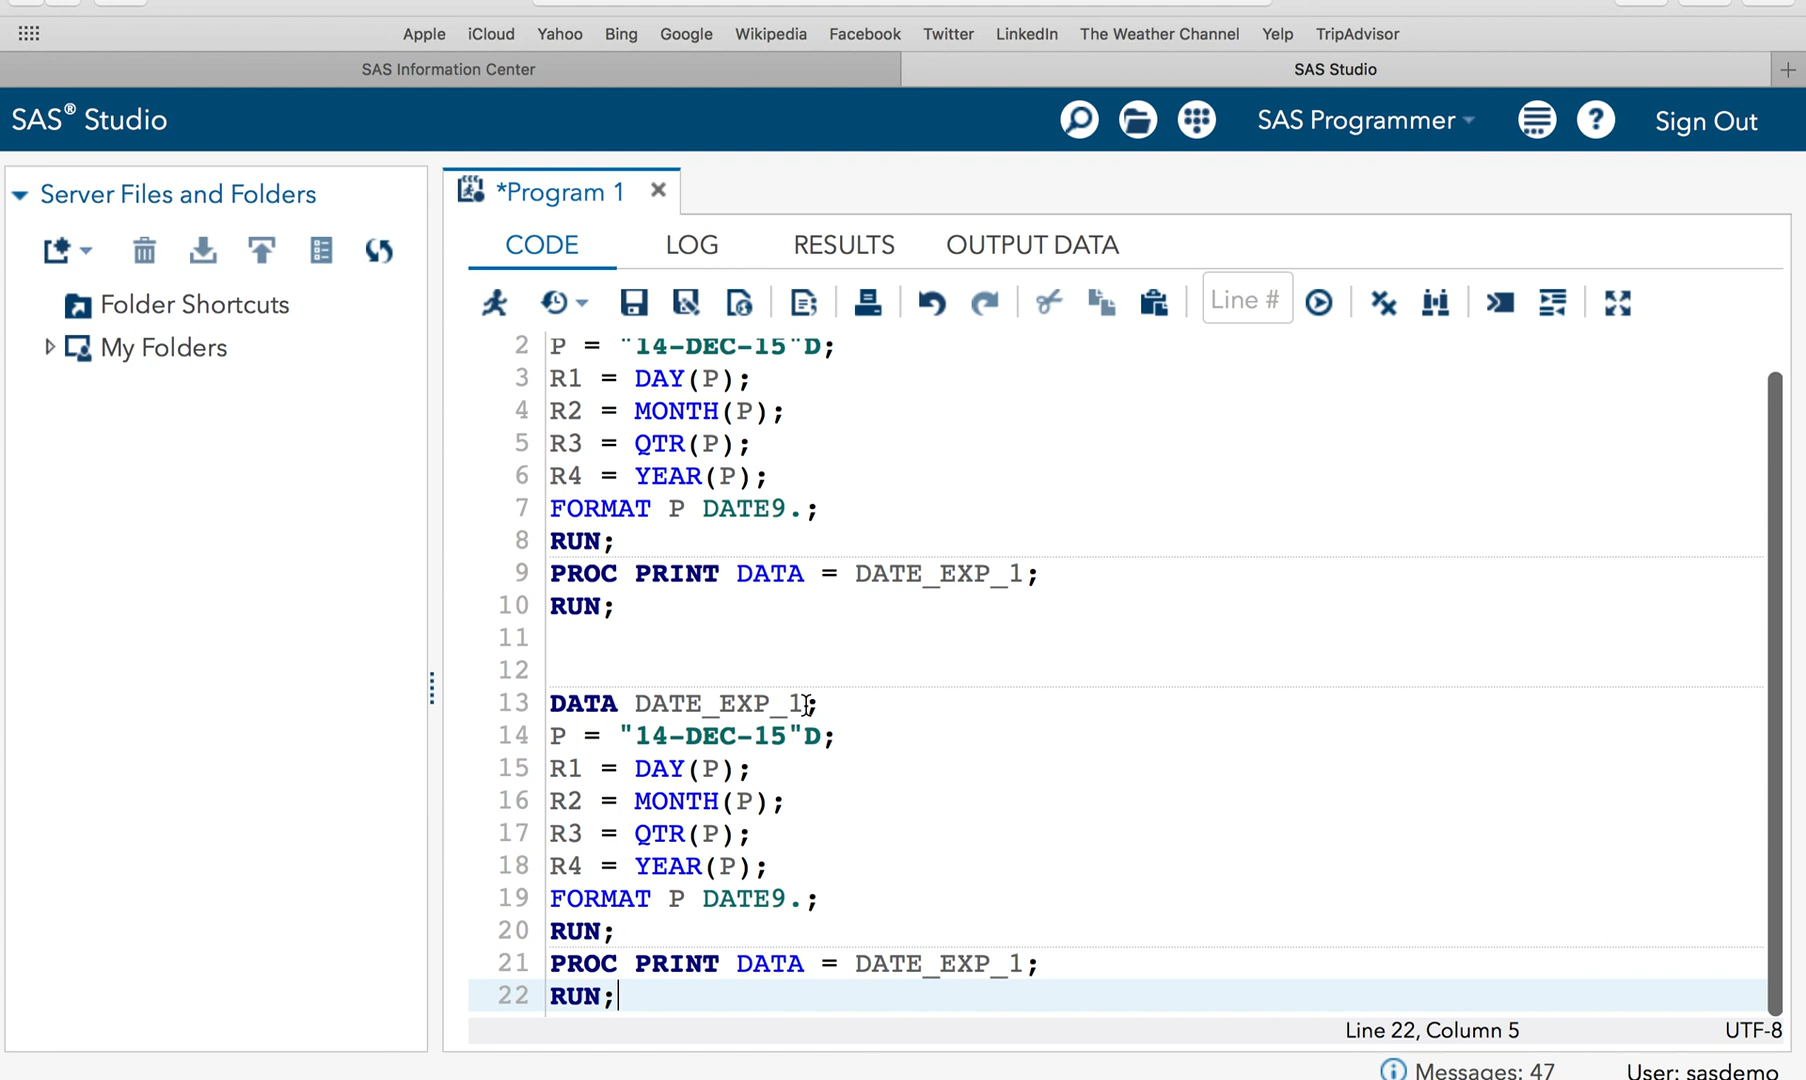 Apple iCloud Yahoo Bing Google Wikipedia Facebook Twitter LinkedIn The Weather Channel Yelp TripAdvisor
SAS Information Center SAS Studio
SAS® Studio SAS Programmer Sign Out
Server Files and Folders
Folder Shortcuts
My Folders
*Program 1
CODE LOG RESULTS OUTPUT DATA
Line #
2 P = "14-DEC-15"D;
3 R1 = DAY(P);
4 R2 = MONTH(P);
5 R3 = QTR(P);
6 R4 = YEAR(P);
7 FORMAT P DATE9.;
8 RUN;
9 PROC PRINT DATA = DATE_EXP_1;
10 RUN;
11
12
13 DATA DATE_EXP_1;
14 P = "14-DEC-15"D;
15 R1 = DAY(P);
16 R2 = MONTH(P);
17 R3 = QTR(P);
18 R4 = YEAR(P);
19 FORMAT P DATE9.;
20 RUN;
21 PROC PRINT DATA = DATE_EXP_1;
22 RUN;
Line 22, Column 5 UTF-8
Messages: 47 User: sasdemo